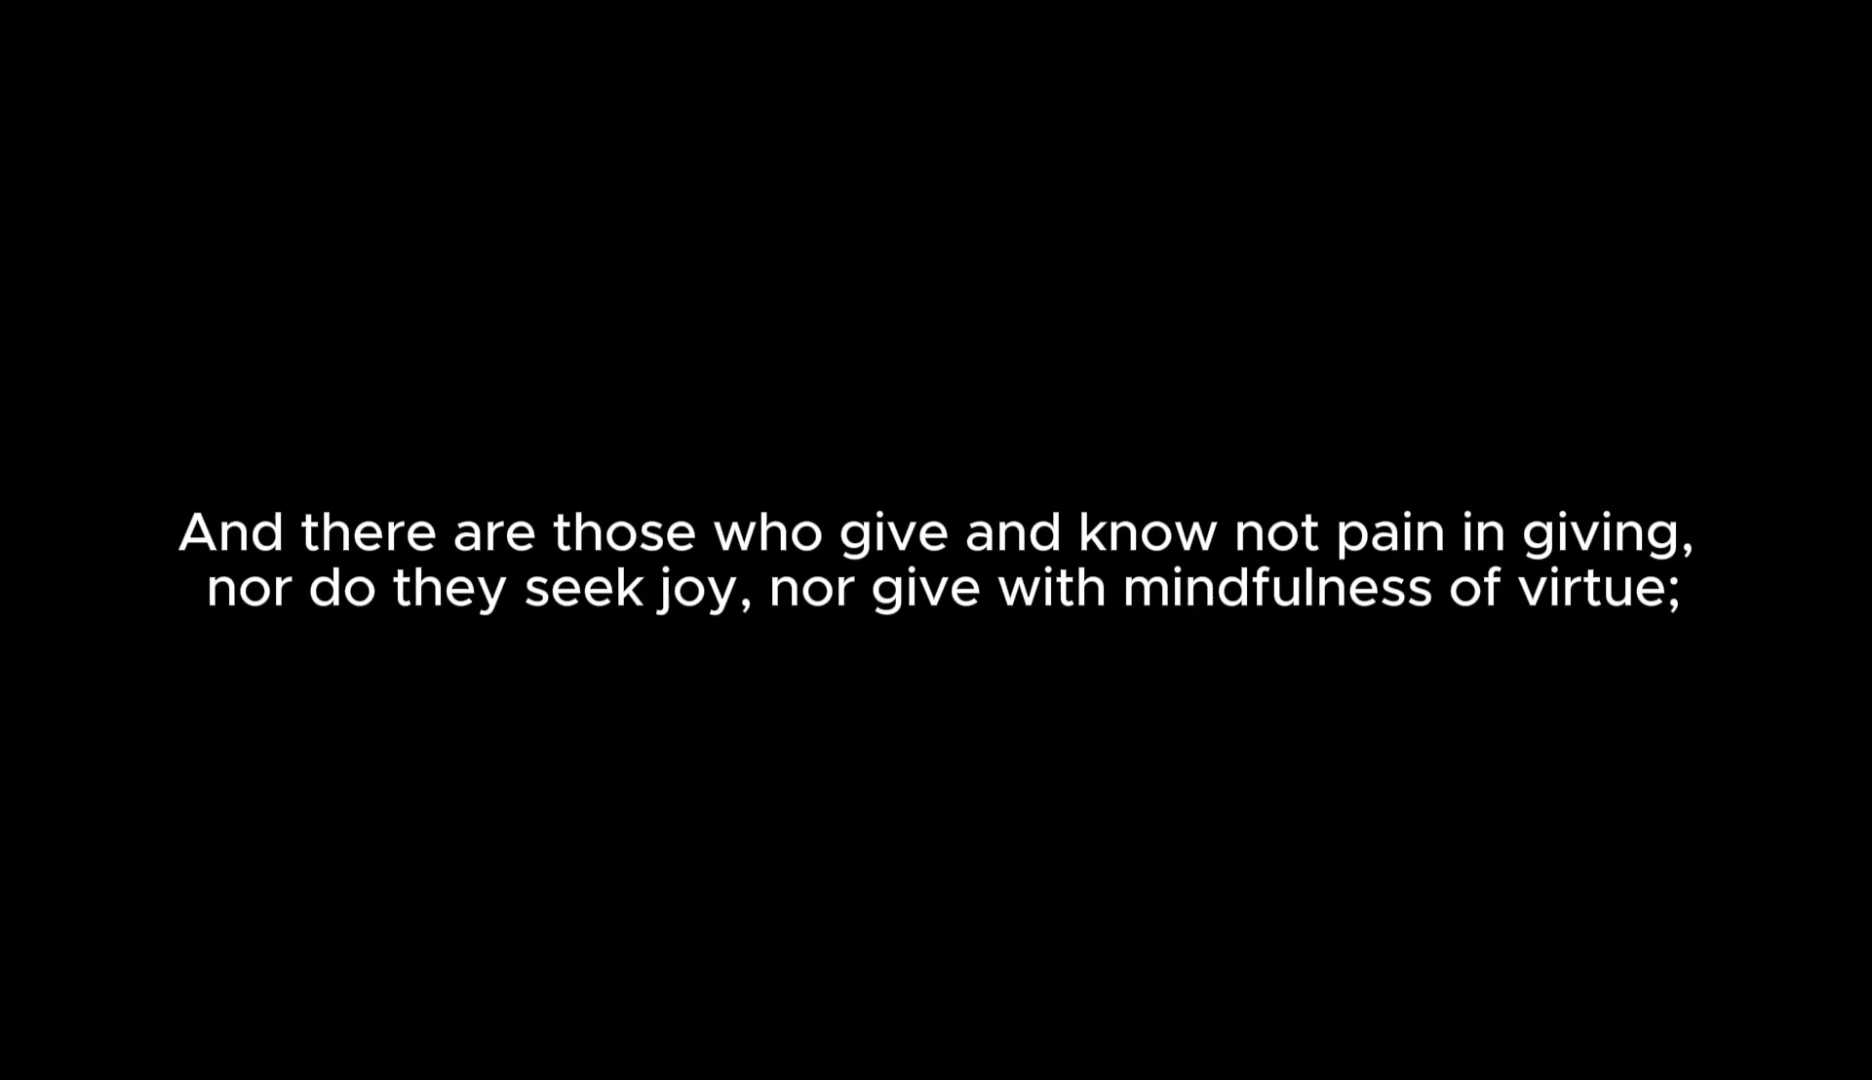 And there are those who give and know not pain in giving,
nor do they seek joy, nor give with mindfulness of virtue;